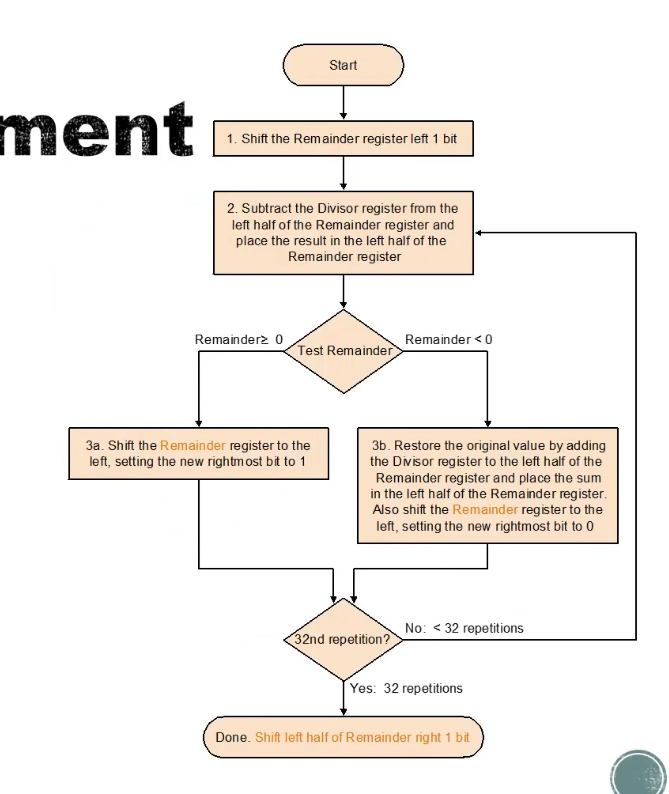 Start
ment
1. Shift the Remainder register left 1 bit
2. Subtract the Divisor register from the
left half of the Remainder register and
place the result in the left half of the
Remainder register
Remainder≥ 0
Remainder < 0
Test Remainder
3a. Shift the Remainder register to the
left, setting the new rightmost bit to 1
3b. Restore the original value by adding
the Divisor register to the left half of the
Remainder register and place the sum
in the left half of the Remainder register.
Also shift the Remainder register to the
left, setting the new rightmost bit to 0
No: < 32 repetitions
32nd repetition?
Yes: 32 repetitions
Done. Shift left half of Remainder right 1 bit